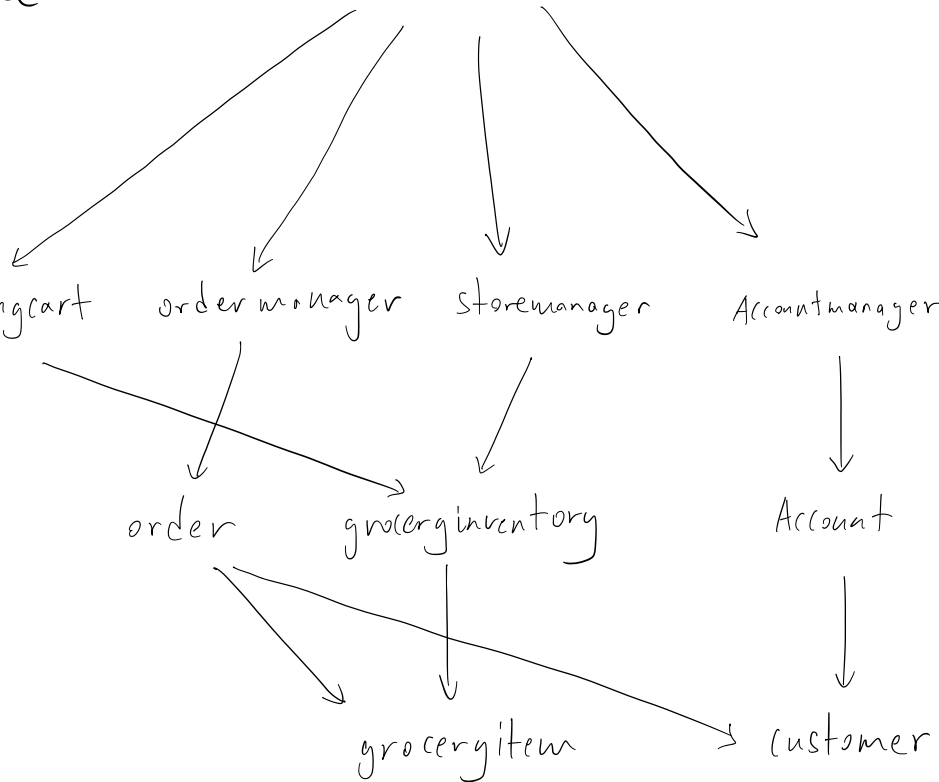 ngcart ordermanager storemanager Accountmanager
order groceryinventory Account
groceryitem customer